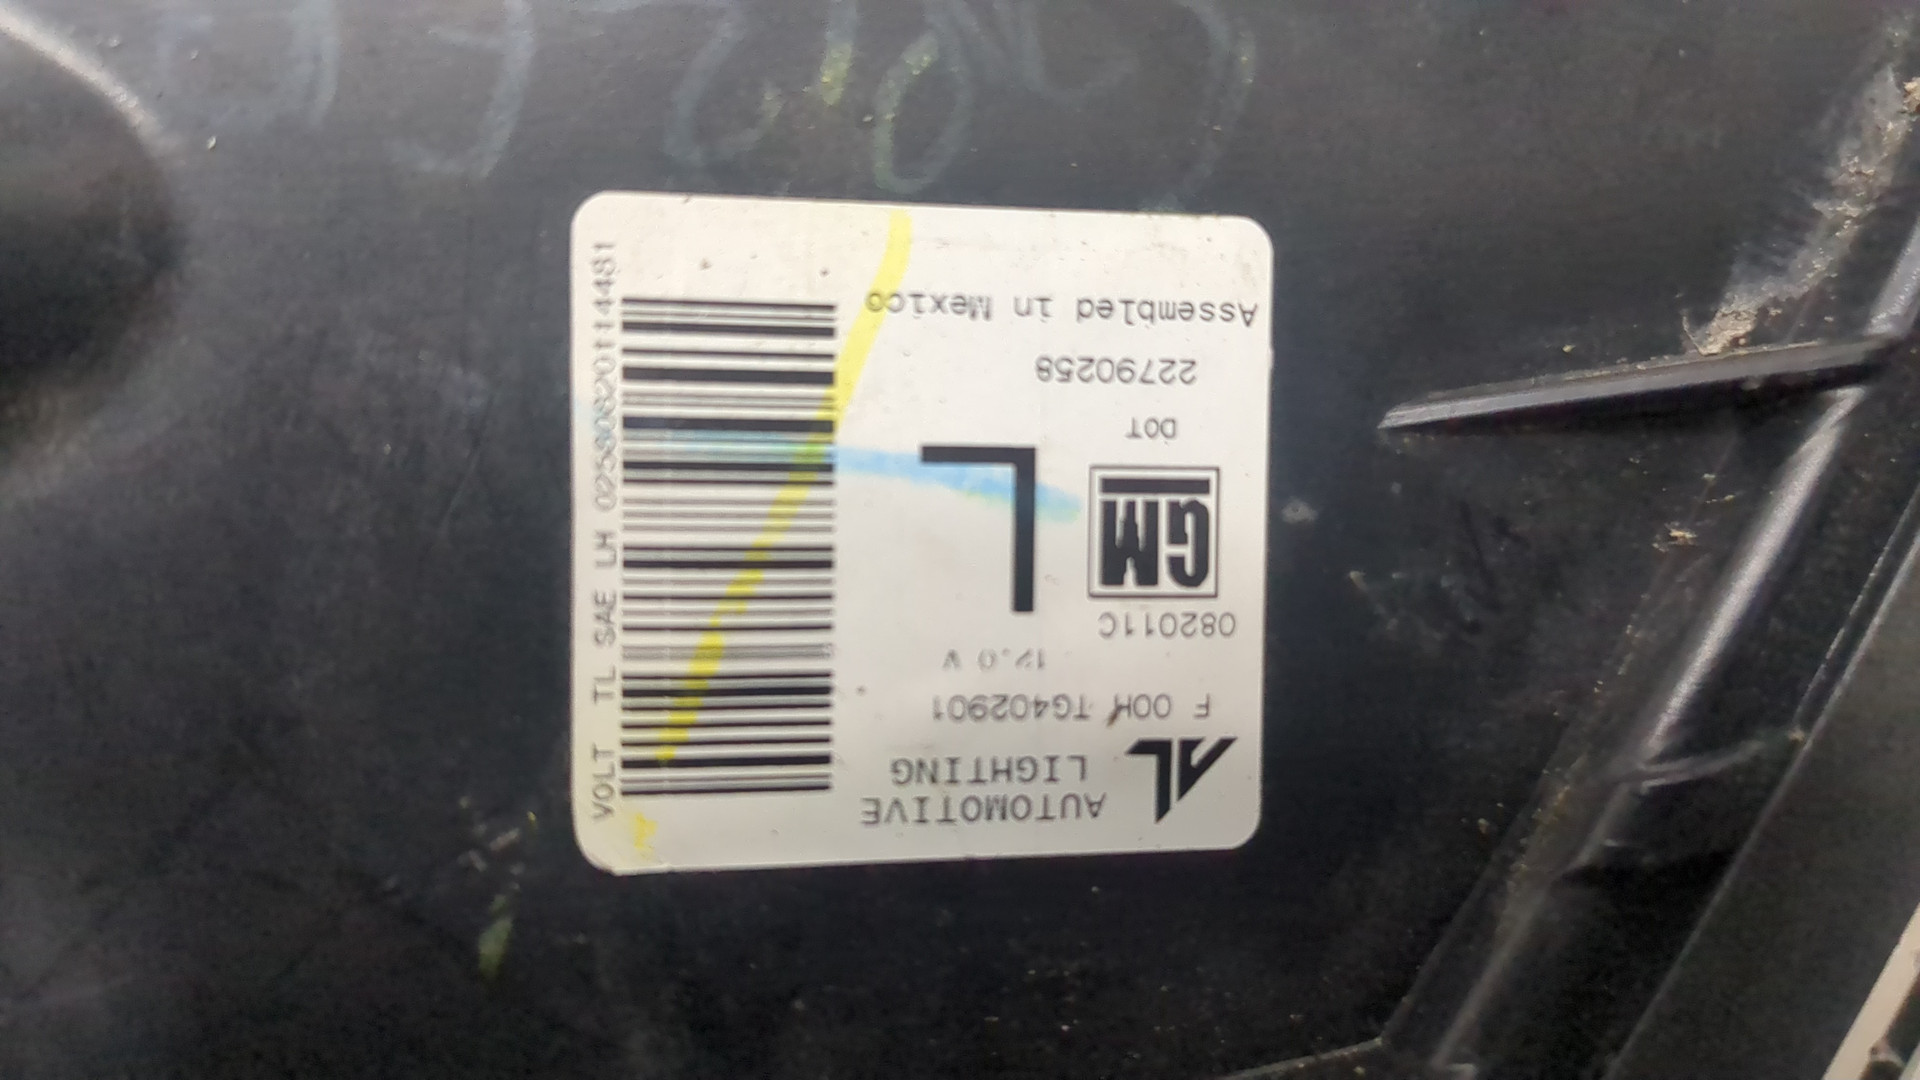 AL
AUTOMOTIVE
LIGHTING
F 00H TG402901
12.0 V
082011C
GM
L
DOT
22790258
Assembled in Mexico
VOLT TL SAE LH